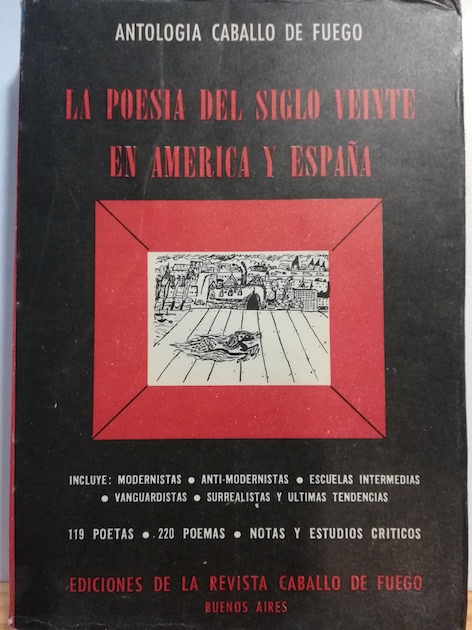 ANTOLOGIA CABALLO DE FUEGO
LA POESIA DEL SIGLO VEINTE
EN AMERICA Y ESPAÑA
INCLUYE: MODERNISTAS ● ANTI-MODERNISTAS ● ESCUELAS INTERMEDIAS
● VANGUARDISTAS ● SURREALISTAS Y ULTIMAS TENDENCIAS
119 POETAS ● 220 POEMAS ● NOTAS Y ESTUDIOS CRITICOS
EDICIONES DE LA REVISTA CABALLO DE FUEGO
BUENOS AIRES